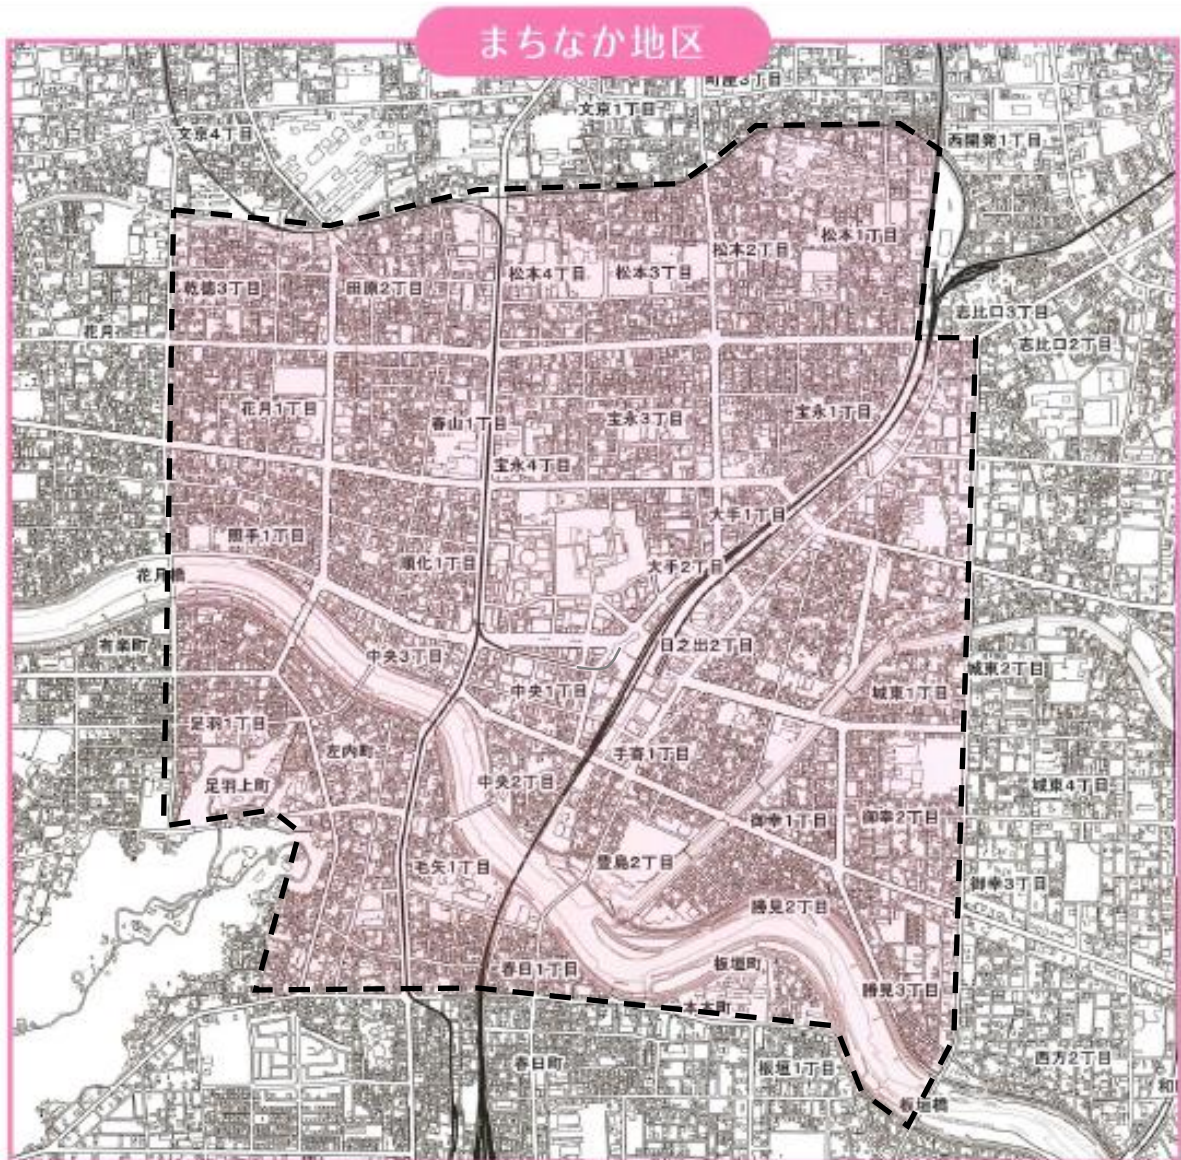 まちなか地区
町屋3丁目
文京1丁目
文京4丁目
西開発1丁目
松本1丁目
松本2丁目
松本4丁目
松本3丁目
乾徳3丁目
田原2丁目
志比口3丁目
花月
志比口2丁目
花月1丁目
春山1丁目
宝永3丁目
宝永1丁目
宝永4丁目
大手1丁目
照手1丁目
順化1丁目
大手2丁目
花月橋
有楽町
中央3丁目
日之出2丁目
城東2丁目
中央1丁目
城東1丁目
足羽1丁目
左内町
手寄1丁目
足羽上町
中央2丁目
城東4丁目
御幸1丁目
御幸2丁目
毛矢1丁目
豊島2丁目
御幸3丁目
勝見2丁目
春日1丁目
板垣町
勝見3丁目
木本町
春日町
板垣1丁目
西方2丁目
和
板垣橋